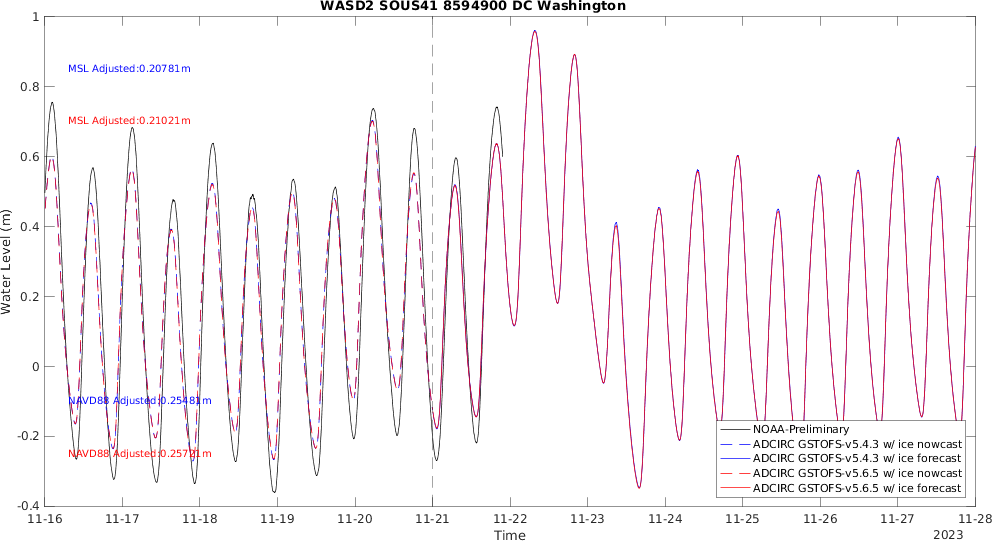 WASD2 SOUS41 8594900 DC Washington
1
0.8
0.6
0.4
0.2
0
-0.2
-0.4
Water Level (m)
MSL Adjusted:0.20781m
MSL Adjusted:0.21021m
NAVD88 Adjusted:0.25481m
NAVD88 Adjusted:0.25721m
NOAA-Preliminary
ADCIRC GSTOFS-v5.4.3 w/ ice nowcast
ADCIRC GSTOFS-v5.4.3 w/ ice forecast
ADCIRC GSTOFS-v5.6.5 w/ ice nowcast
ADCIRC GSTOFS-v5.6.5 w/ ice forecast
11-16 11-17 11-18 11-19 11-20 11-21 11-22 11-23 11-24 11-25 11-26 11-27 11-28
Time
2023